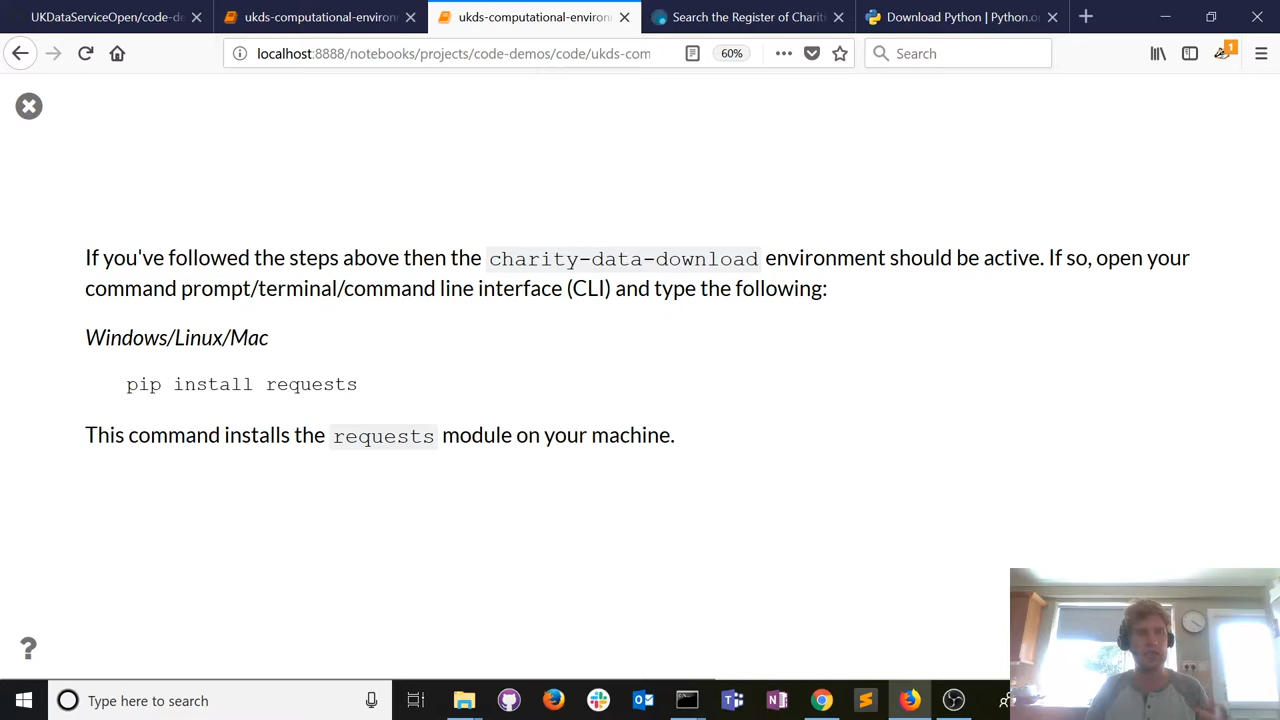 UKDataServiceOpen/code-d
ukds-computational-environ
ukds-computational-environ
Search the Register of Charit
Download Python | Python.o
localhost:8888/notebooks/projects/code-demos/code/ukds-com
60%
Search
1
If you've followed the steps above then the charity-data-download environment should be active. If so, open your
command prompt/terminal/command line interface (CLI) and type the following:
Windows/Linux/Mac
pip install requests
This command installs the requests module on your machine.
?
Type here to search